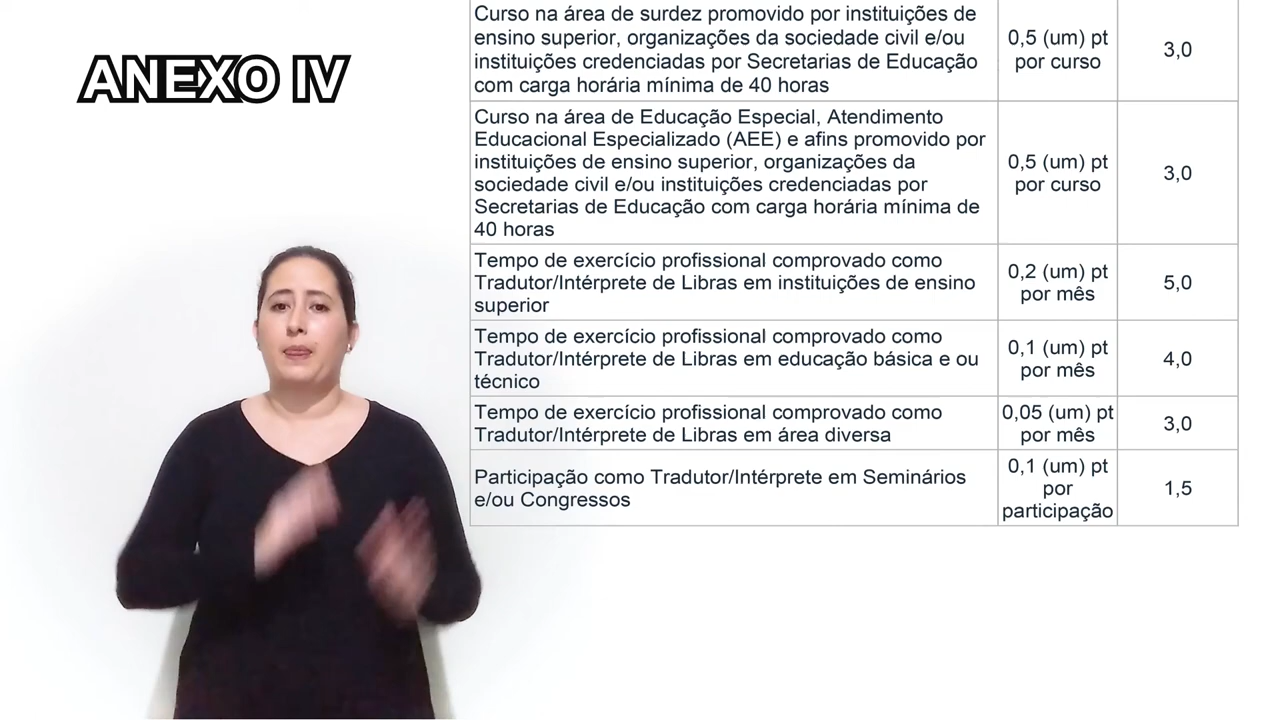 ANEXO IV
Curso na área de surdez promovido por instituições de
ensino superior, organizações da sociedade civil e/ou
instituições credenciadas por Secretarias de Educação
com carga horária mínima de 40 horas
0,5 (um) pt
por curso
3,0
Curso na área de Educação Especial, Atendimento
Educacional Especializado (AEE) e afins promovido por
instituições de ensino superior, organizações da
sociedade civil e/ou instituições credenciadas por
Secretarias de Educação com carga horária mínima de
40 horas
0,5 (um) pt
por curso
3,0
Tempo de exercício profissional comprovado como
Tradutor/Intérprete de Libras em instituições de ensino
superior
0,2 (um) pt
por mês
5,0
Tempo de exercício profissional comprovado como
Tradutor/Intérprete de Libras em educação básica e ou
técnico
0,1 (um) pt
por mês
4,0
Tempo de exercício profissional comprovado como
Tradutor/Intérprete de Libras em área diversa
0,05 (um) pt
por mês
3,0
Participação como Tradutor/Intérprete em Seminários
e/ou Congressos
0,1 (um) pt
por
participação
1,5